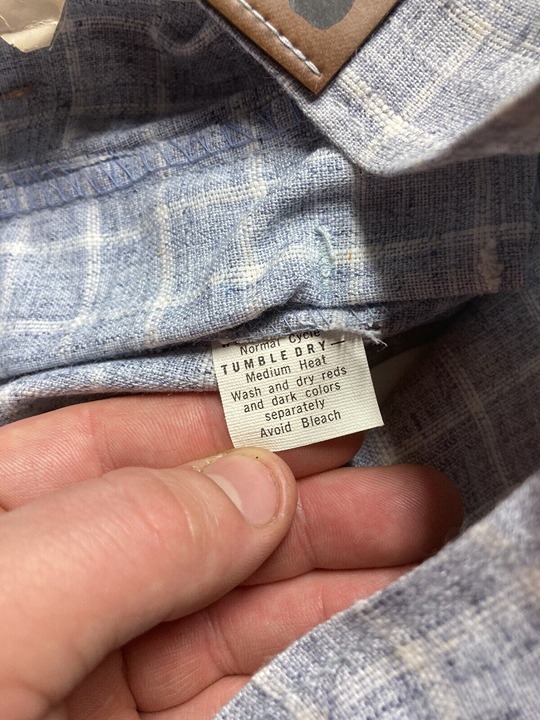 Normal Cycle
TUMBLE DRY—
Medium Heat
Wash and dry reds
and dark colors
separately
Avoid Bleach